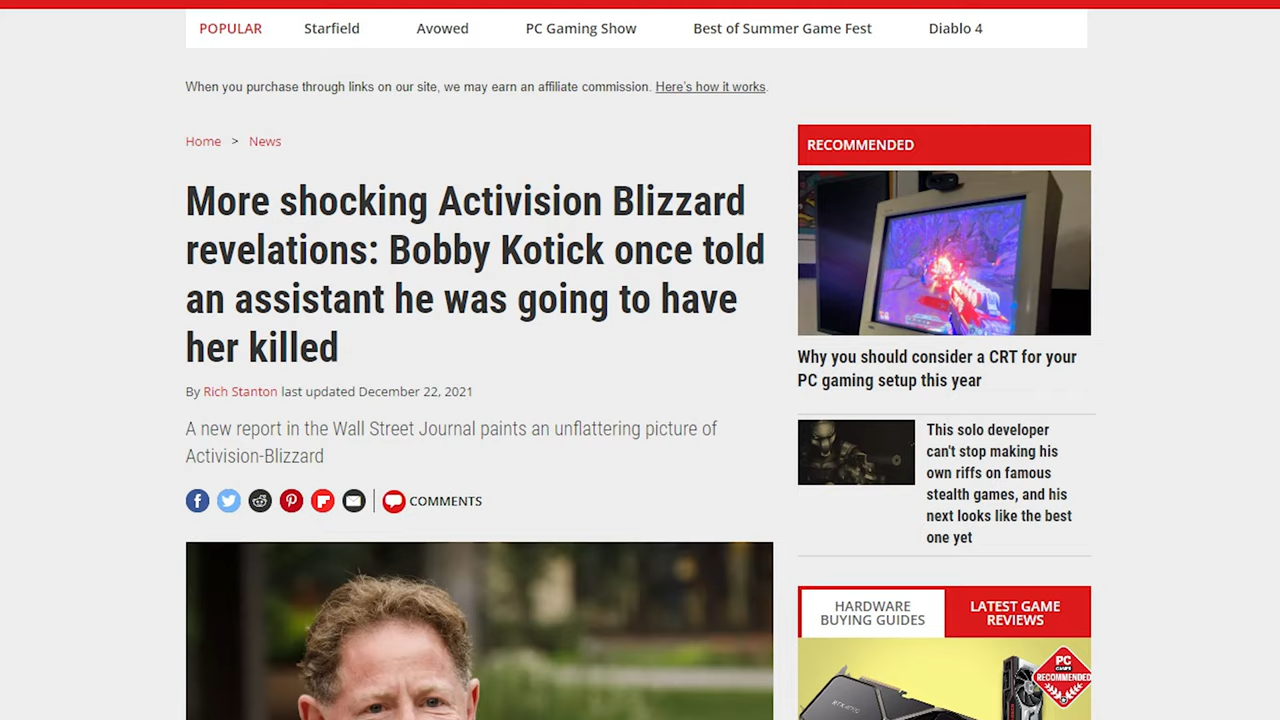 POPULAR Starfield Avowed PC Gaming Show Best of Summer Game Fest Diablo 4
When you purchase through links on our site, we may earn an affiliate commission. Here's how it works.
Home > News
More shocking Activision Blizzard
revelations: Bobby Kotick once told
an assistant he was going to have
her killed
By Rich Stanton last updated December 22, 2021
A new report in the Wall Street Journal paints an unflattering picture of
Activision-Blizzard
COMMENTS
RECOMMENDED
Why you should consider a CRT for your
PC gaming setup this year
This solo developer
can't stop making his
own riffs on famous
stealth games, and his
next looks like the best
one yet
HARDWARE
BUYING GUIDES
LATEST GAME
REVIEWS
PC
GAMER
RECOMMENDED